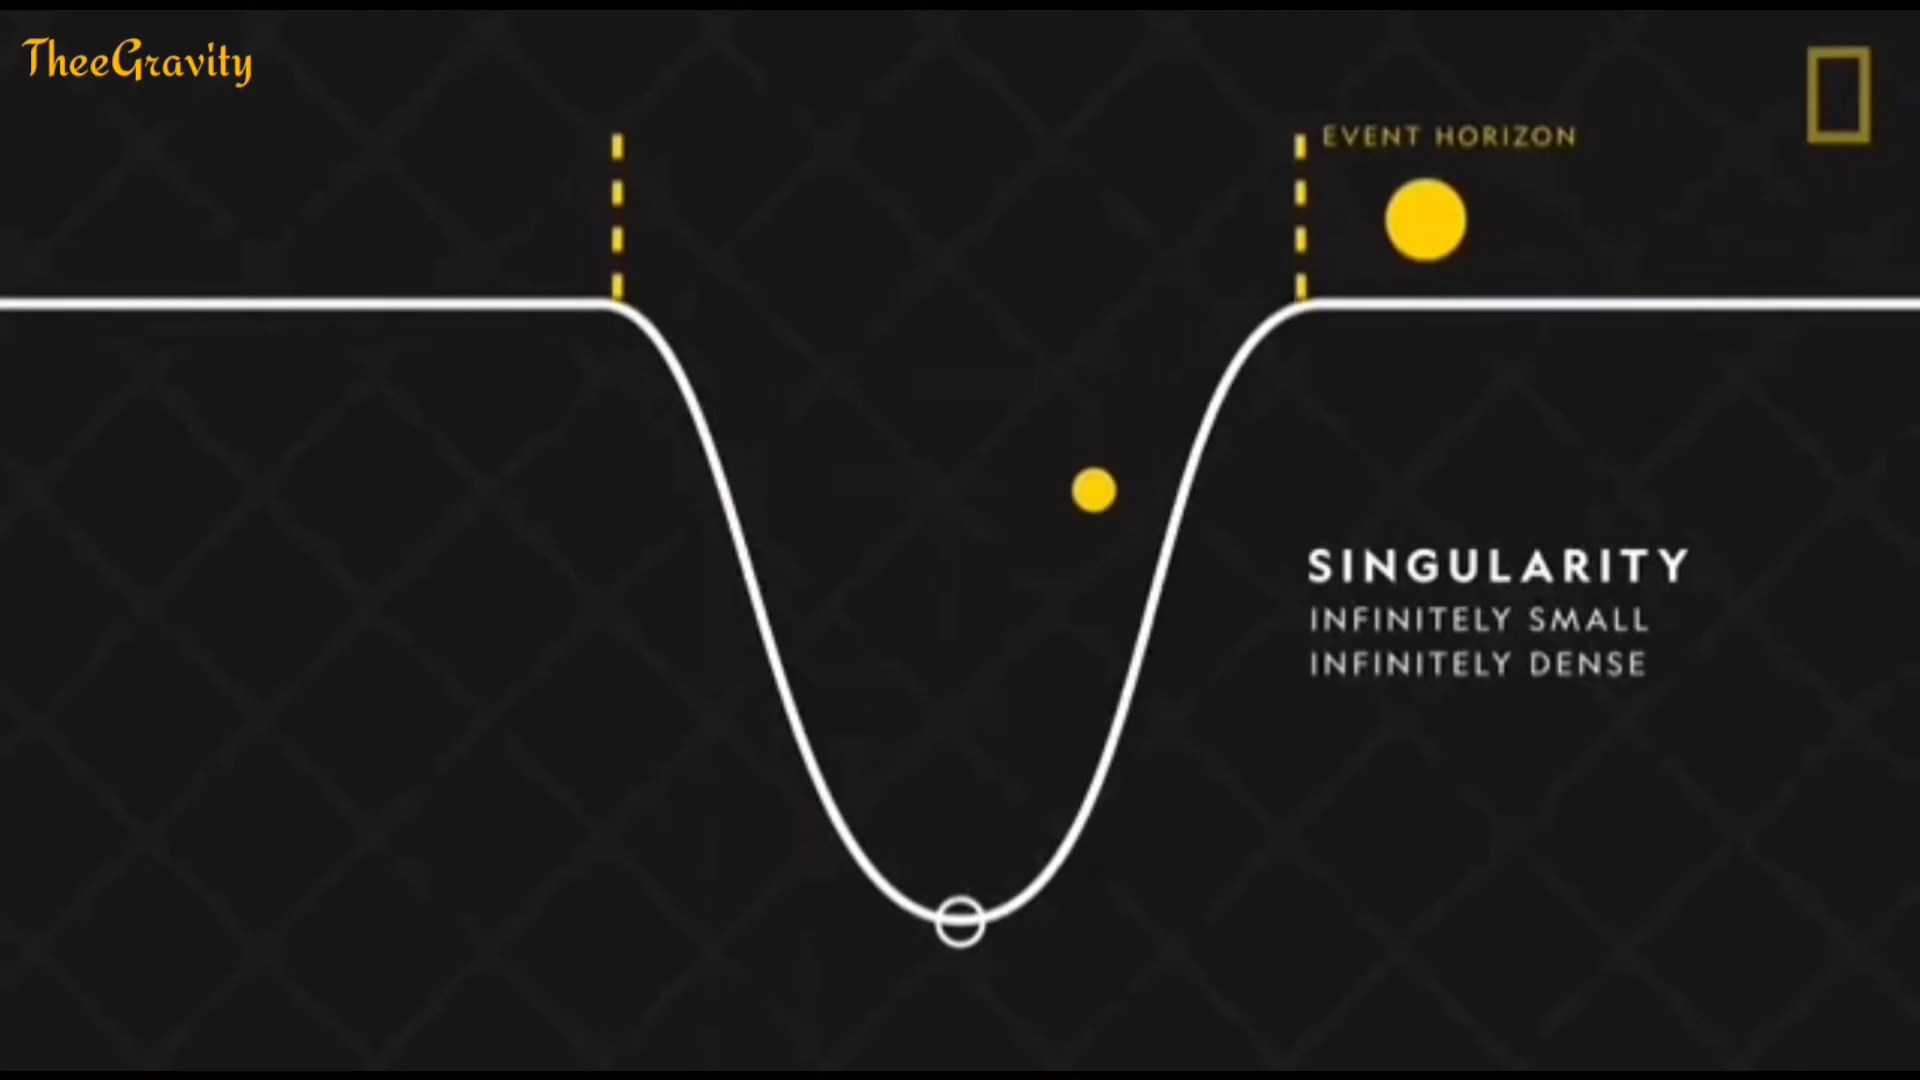 TheeGravity
EVENT HORIZON
SINGULARITY
INFINITELY SMALL
INFINITELY DENSE